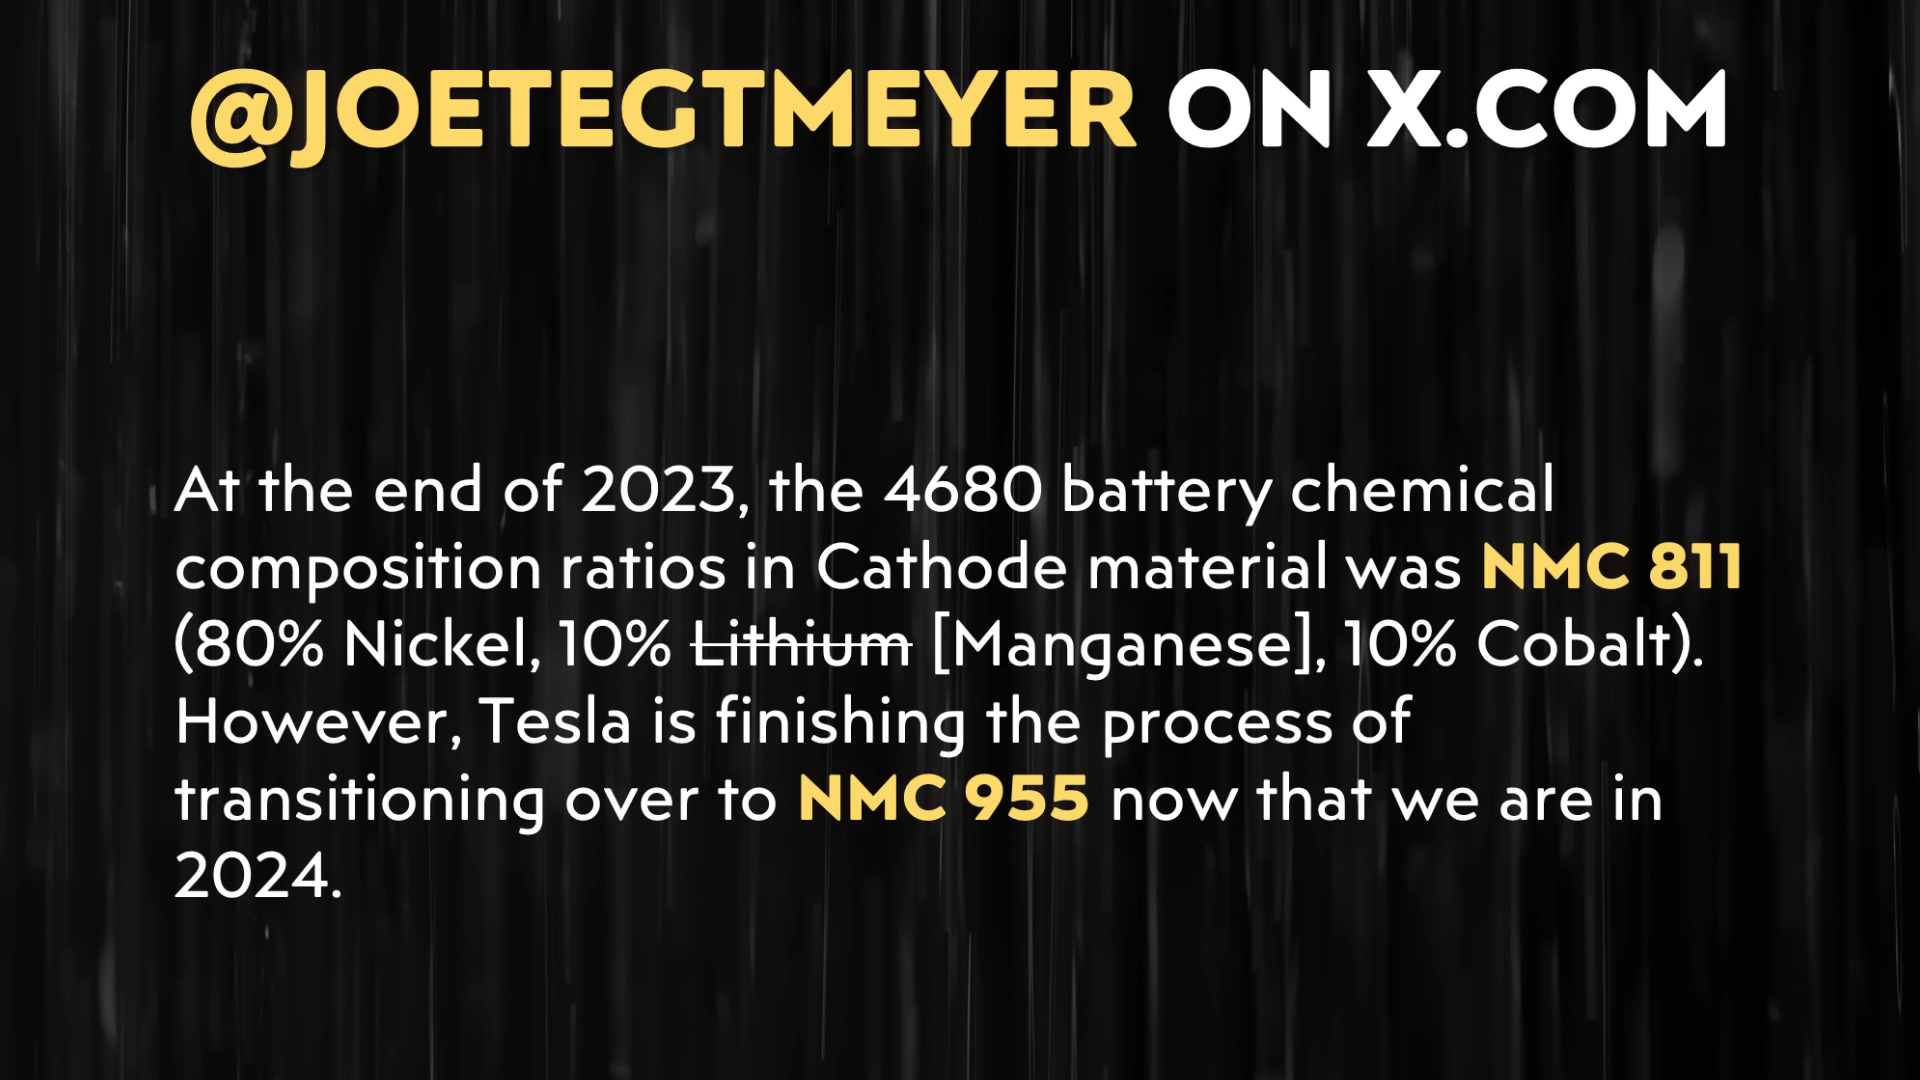 @JOETEGTMEYER ON X.COM
At the end of 2023, the 4680 battery chemical
composition ratios in Cathode material was NMC 811
(80% Nickel, 10% Lithium [Manganese], 10% Cobalt).
However, Tesla is finishing the process of
transitioning over to NMC 955 now that we are in
2024.